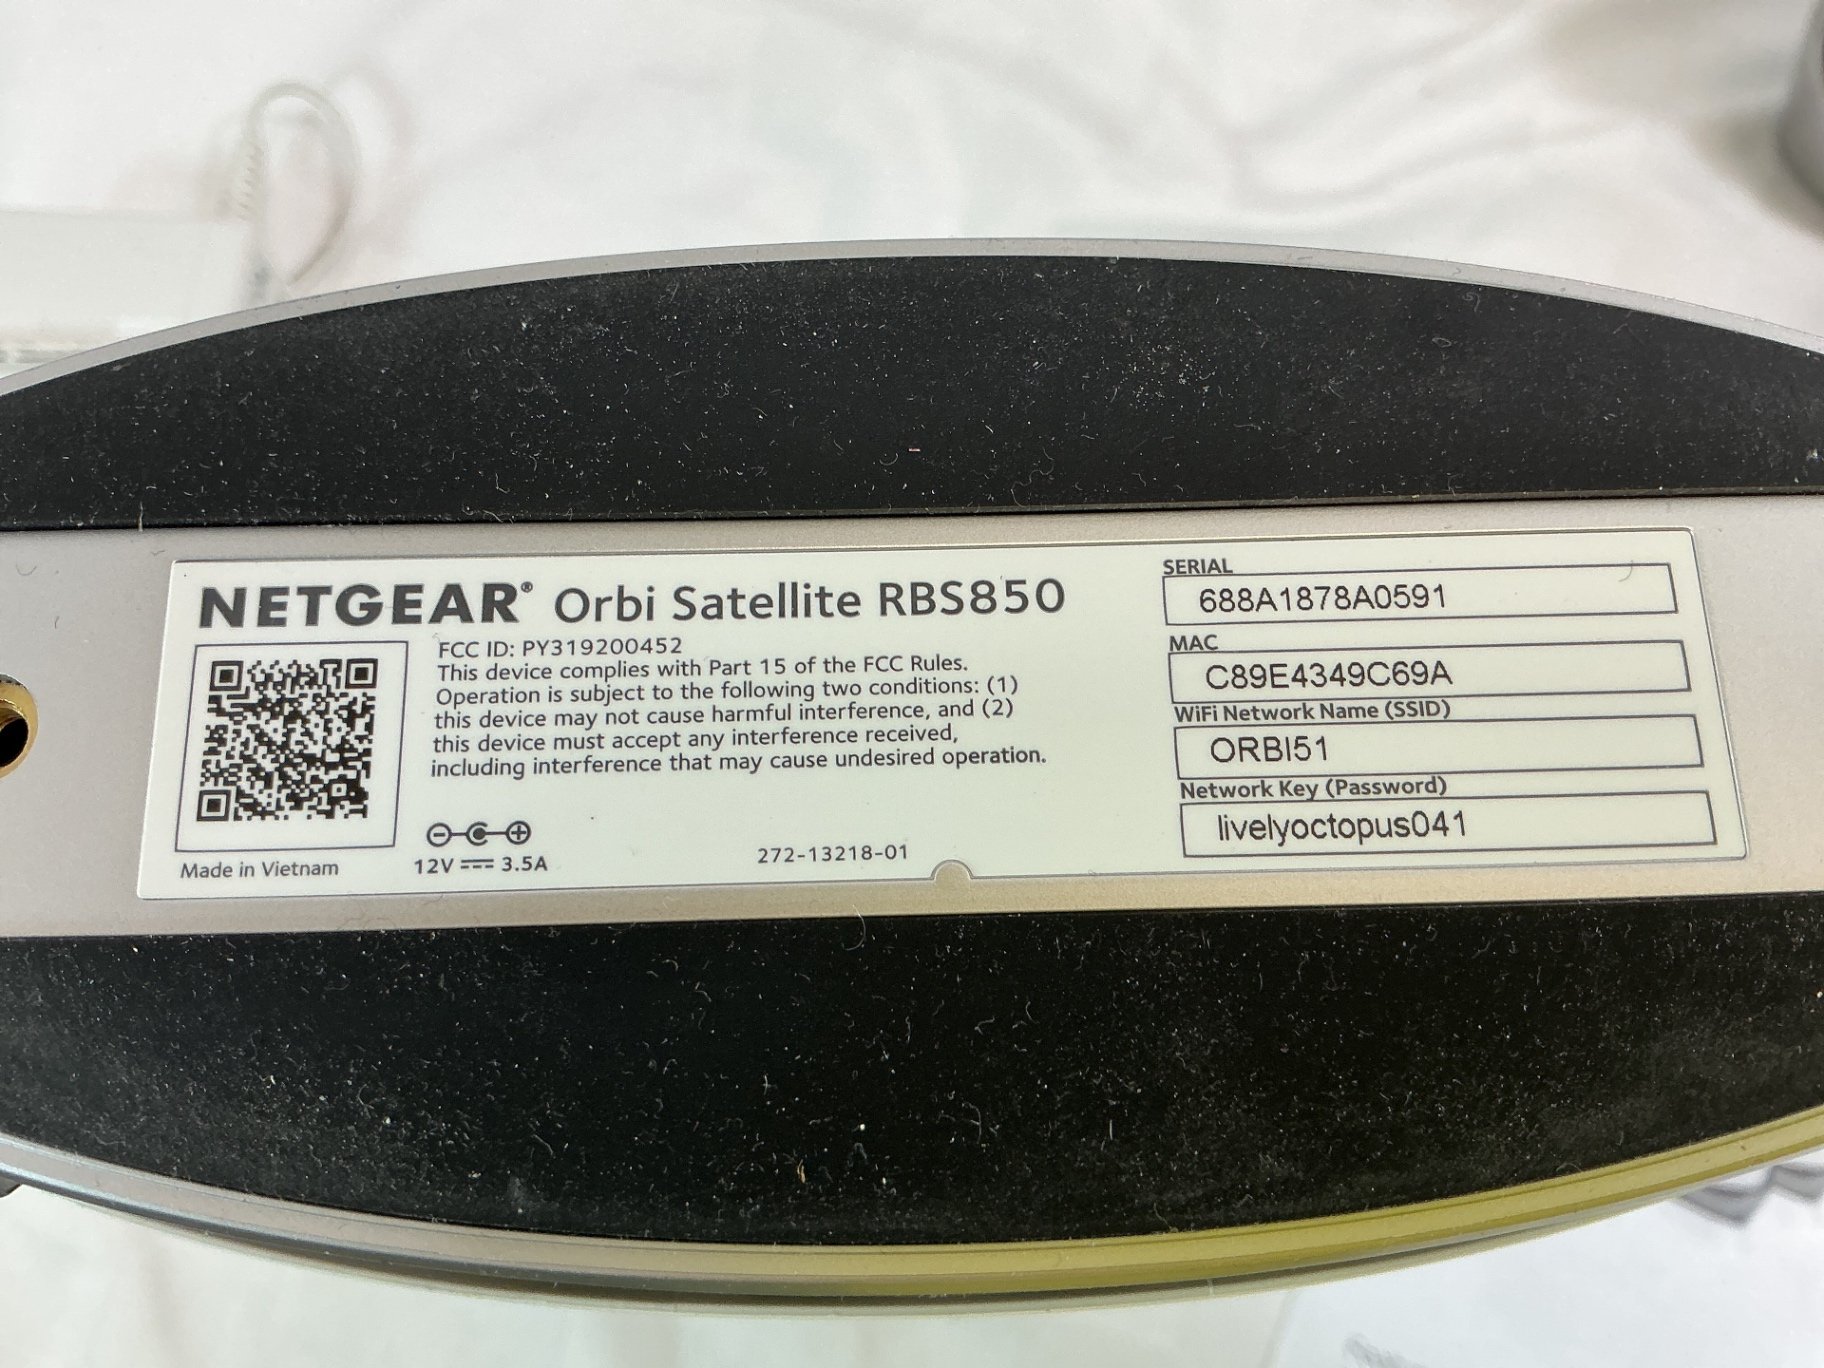 NETGEAR® Orbi Satellite RBS850
FCC ID: PY319200452
This device complies with Part 15 of the FCC Rules.
Operation is subject to the following two conditions: (1)
this device may not cause harmful interference, and (2)
this device must accept any interference received,
including interference that may cause undesired operation.
Made in Vietnam
12V ⎓ 3.5A
272-13218-01
SERIAL
688A1878A0591
MAC
C89E4349C69A
WiFi Network Name (SSID)
ORBI51
Network Key (Password)
livelyoctopus041